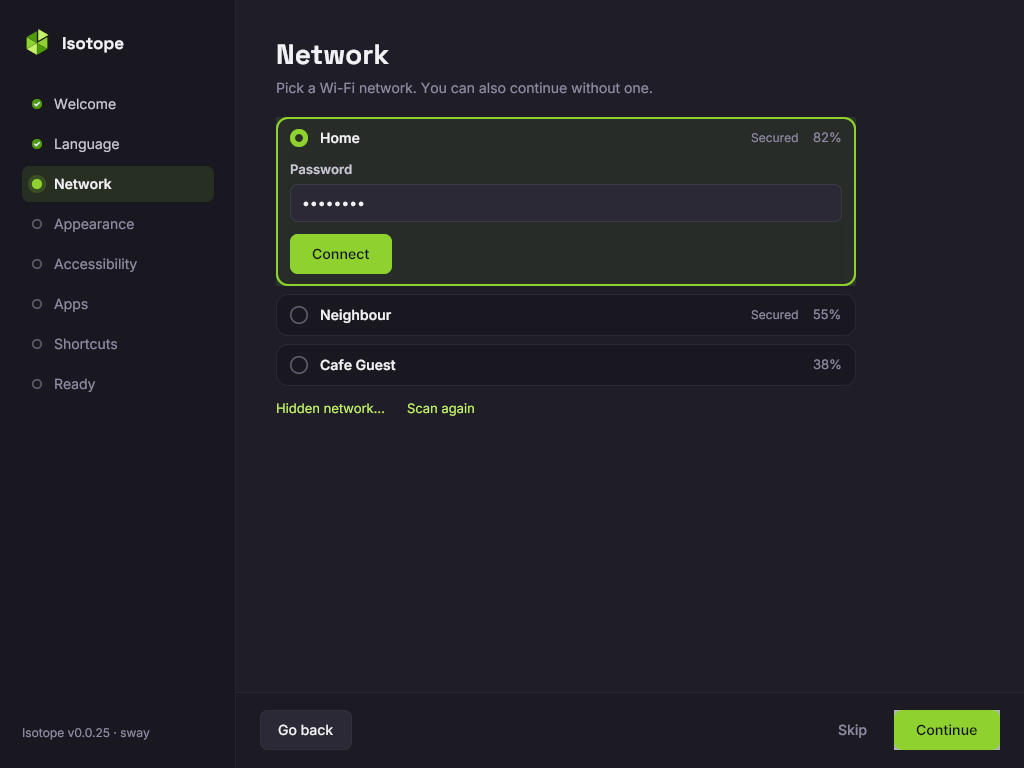 Isotope
Welcome
Language
Network
Appearance
Accessibility
Apps
Shortcuts
Ready
Isotope v0.0.25 · sway
Network
Pick a Wi-Fi network. You can also continue without one.
Home Secured 82%
Password
••••••••
Connect
Neighbour Secured 55%
Cafe Guest 38%
Hidden network... Scan again
Go back Skip Continue